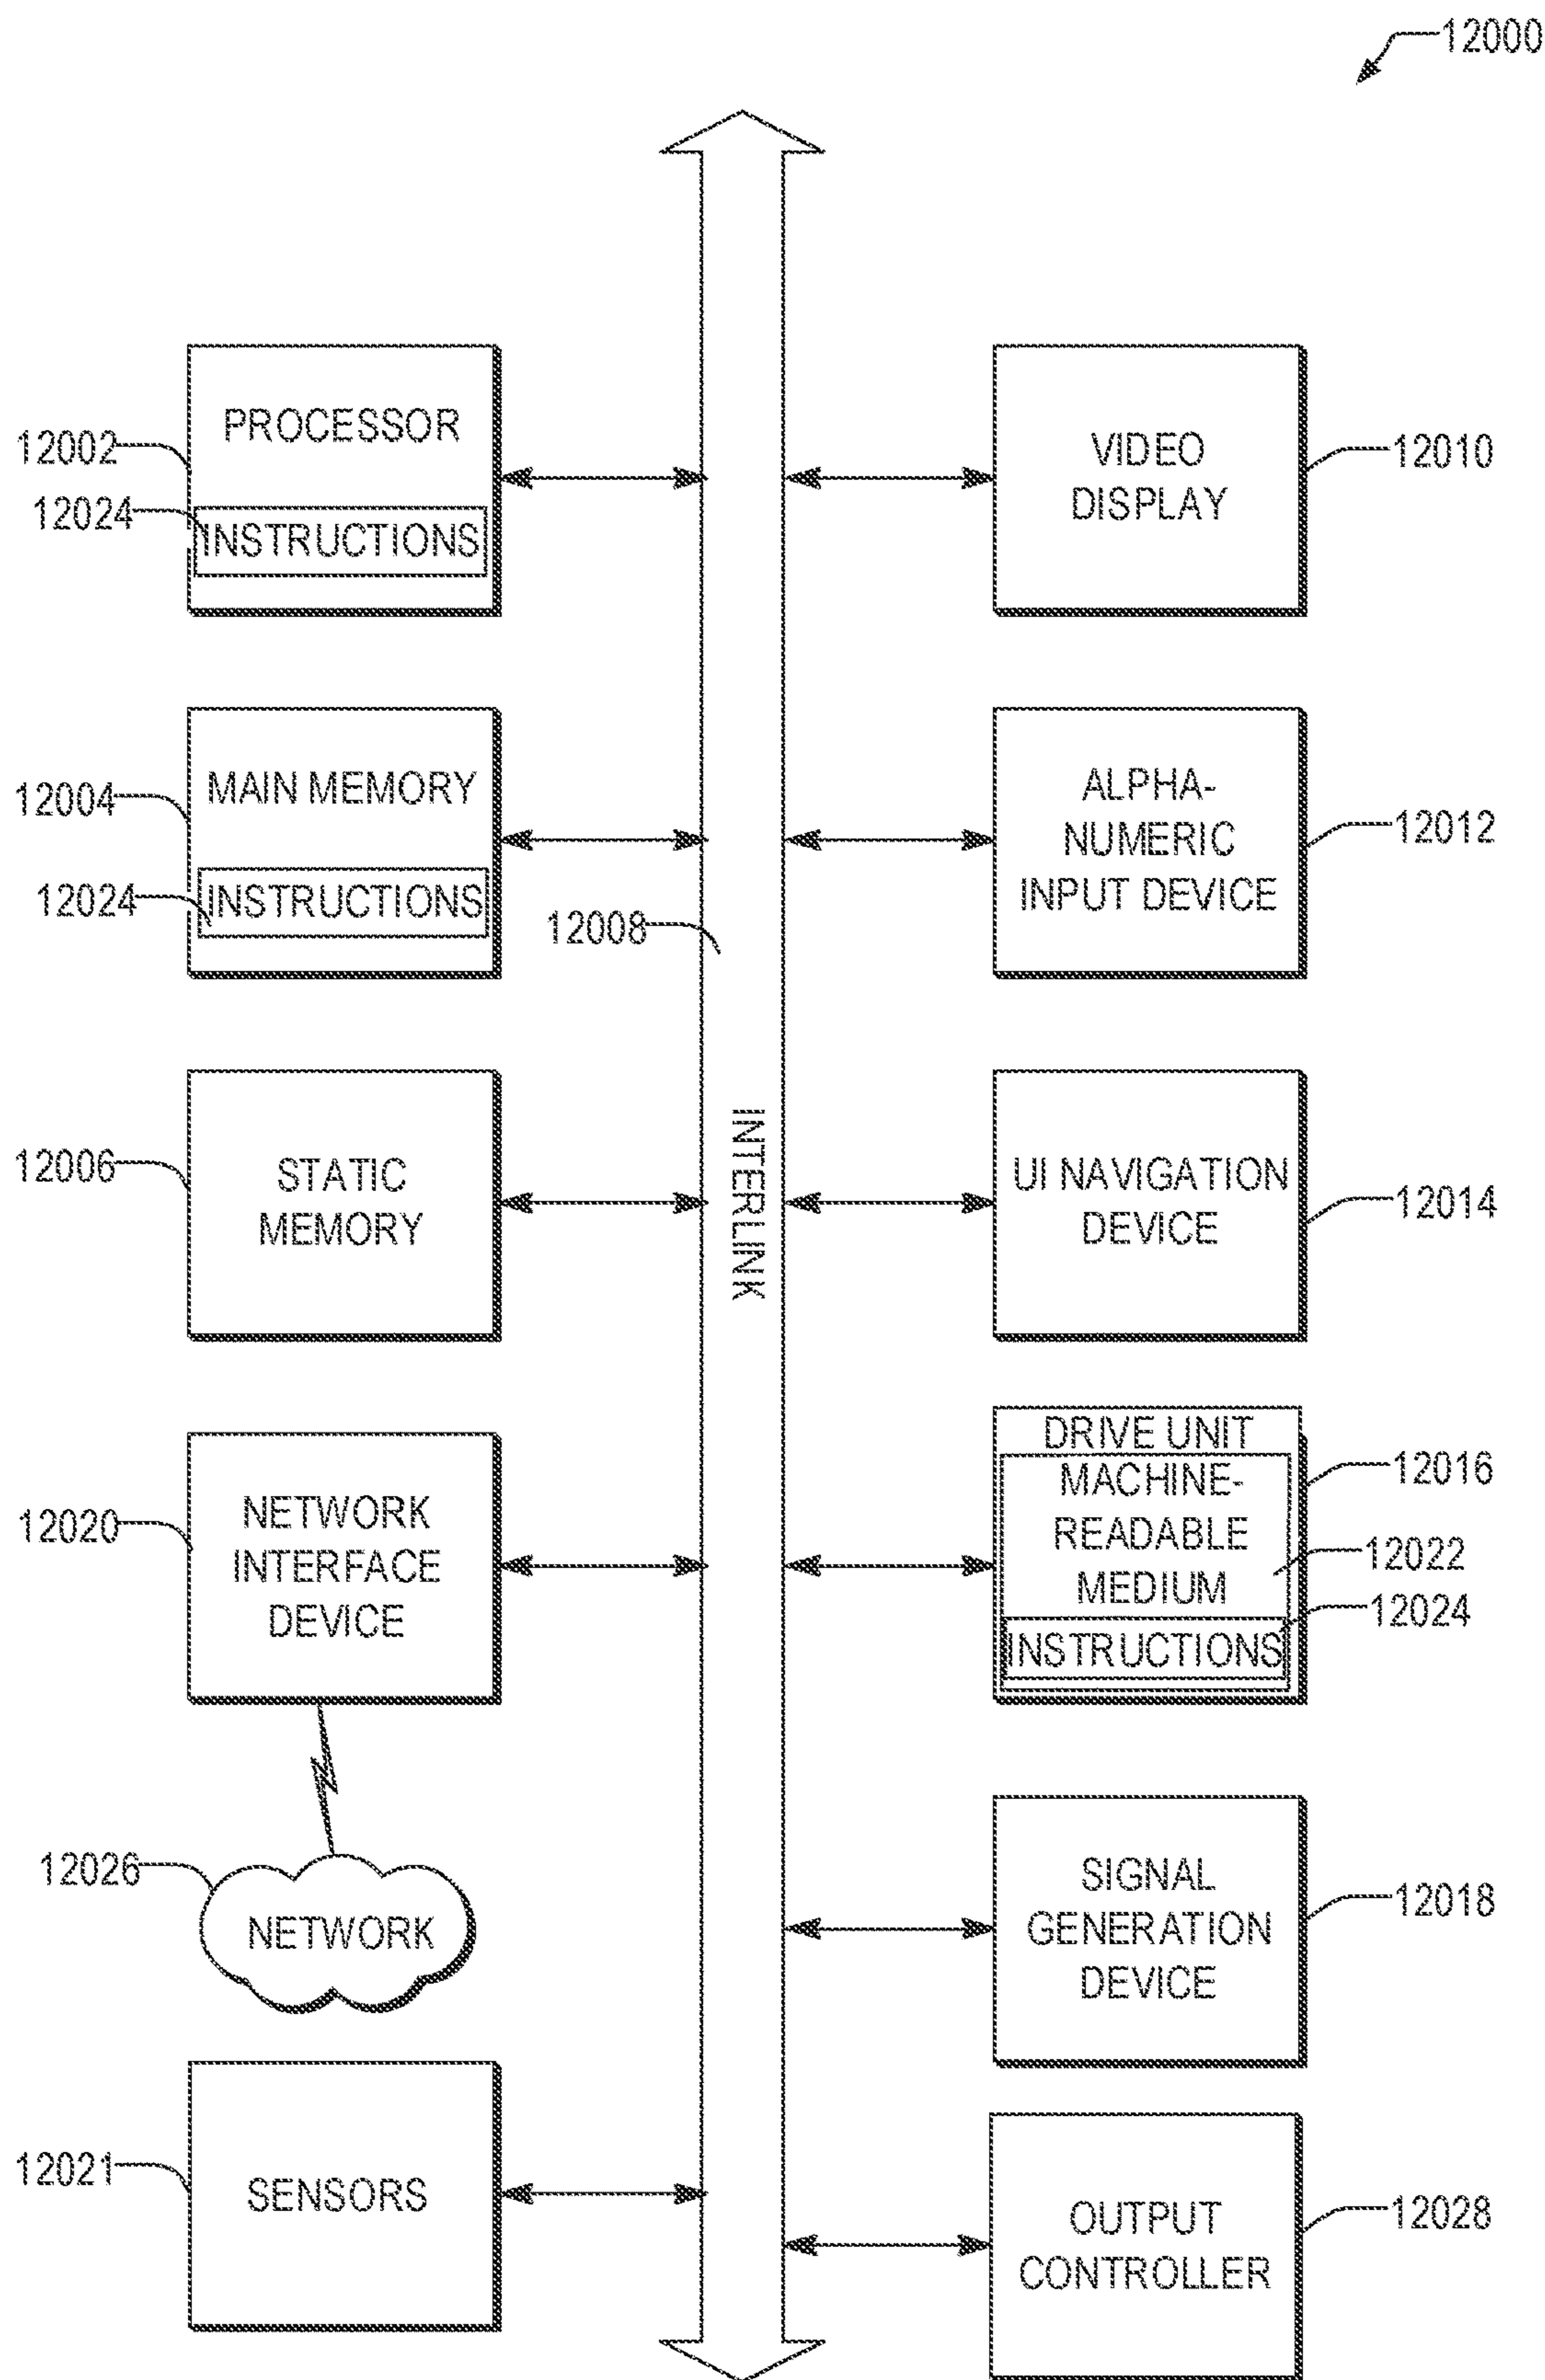 12000
PROCESSOR
12002
12024
INSTRUCTIONS
VIDEO
DISPLAY
12010
MAIN MEMORY
12004
12024
INSTRUCTIONS
12008
ALPHA-
NUMERIC
INPUT DEVICE
12012
STATIC
MEMORY
12006
INTERLINK
UI NAVIGATION
DEVICE
12014
NETWORK
INTERFACE
DEVICE
12020
DRIVE UNIT
MACHINE-
READABLE
MEDIUM
INSTRUCTIONS
12016
12022
12024
12026
NETWORK
SIGNAL
GENERATION
DEVICE
12018
12021
SENSORS
OUTPUT
CONTROLLER
12028